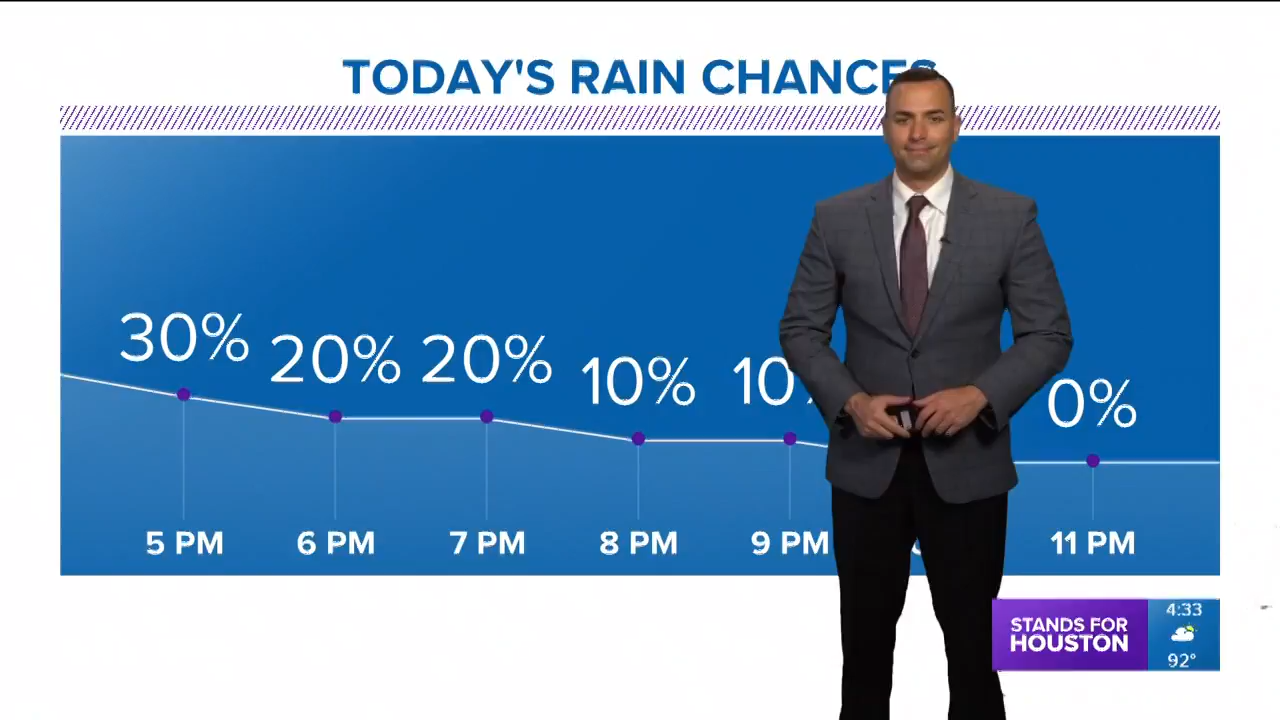 TODAY'S RAIN CHANCES
30% 20% 20% 10% 10% 0%
5 PM 6 PM 7 PM 8 PM 9 PM 11 PM
STANDS FOR
HOUSTON
4:33
92°